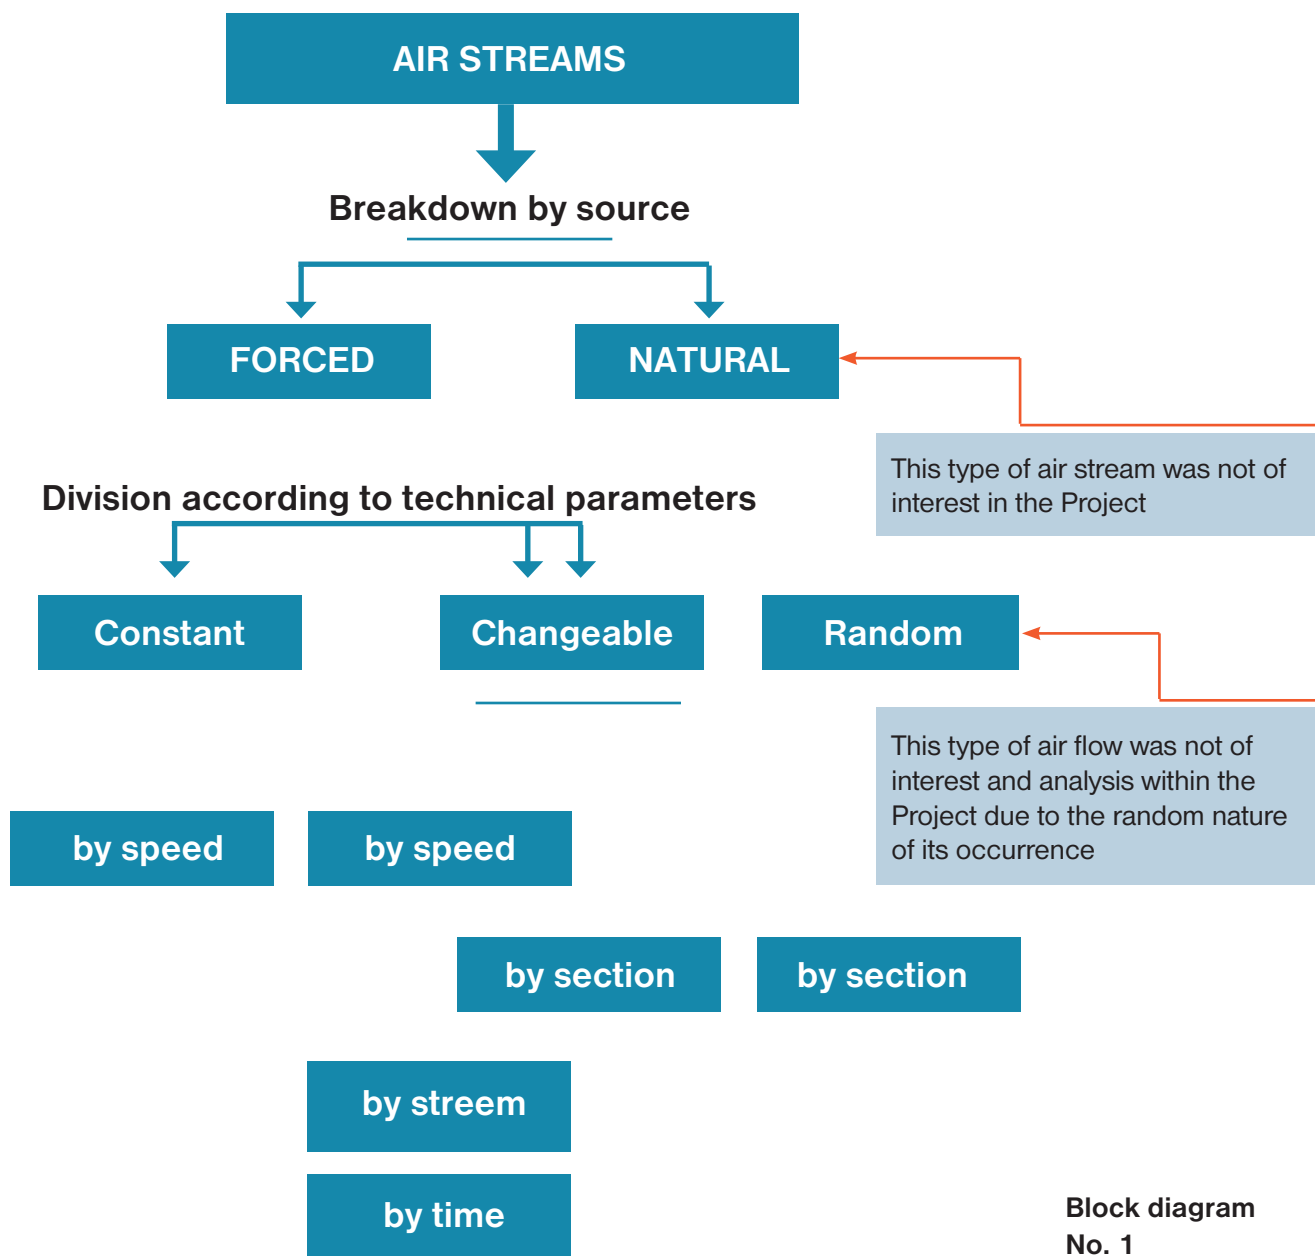 AIR STREAMS
Breakdown by source
FORCED
NATURAL
This type of air stream was not of
interest in the Project
Division according to technical parameters
Constant
Changeable
Random
This type of air flow was not of
interest and analysis within the
Project due to the random nature
of its occurrence
by speed
by speed
by section
by section
by streem
by time
Block diagram
No. 1